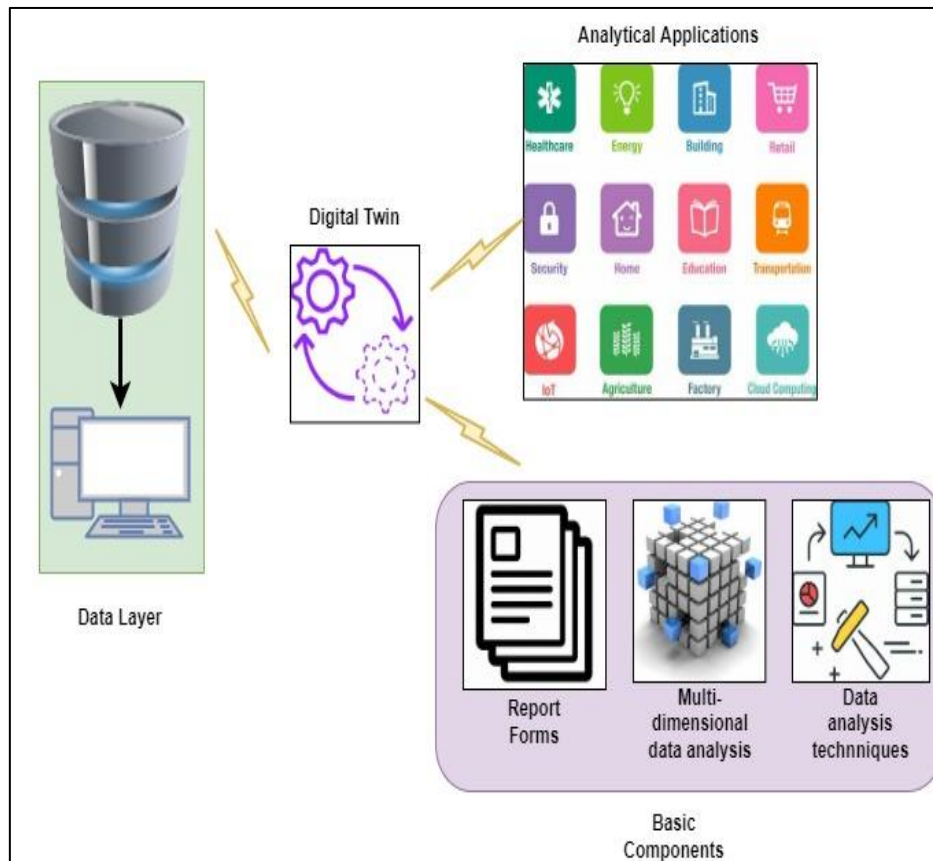 Analytical Applications
Healthcare
Energy
Building
Retail
Security
Home
Education
Transportation
IoT
Agriculture
Factory
Cloud Computing
Digital Twin
Data Layer
Report
Forms
Multi-
dimensional
data analysis
Data
analysis
technniques
Basic
Components